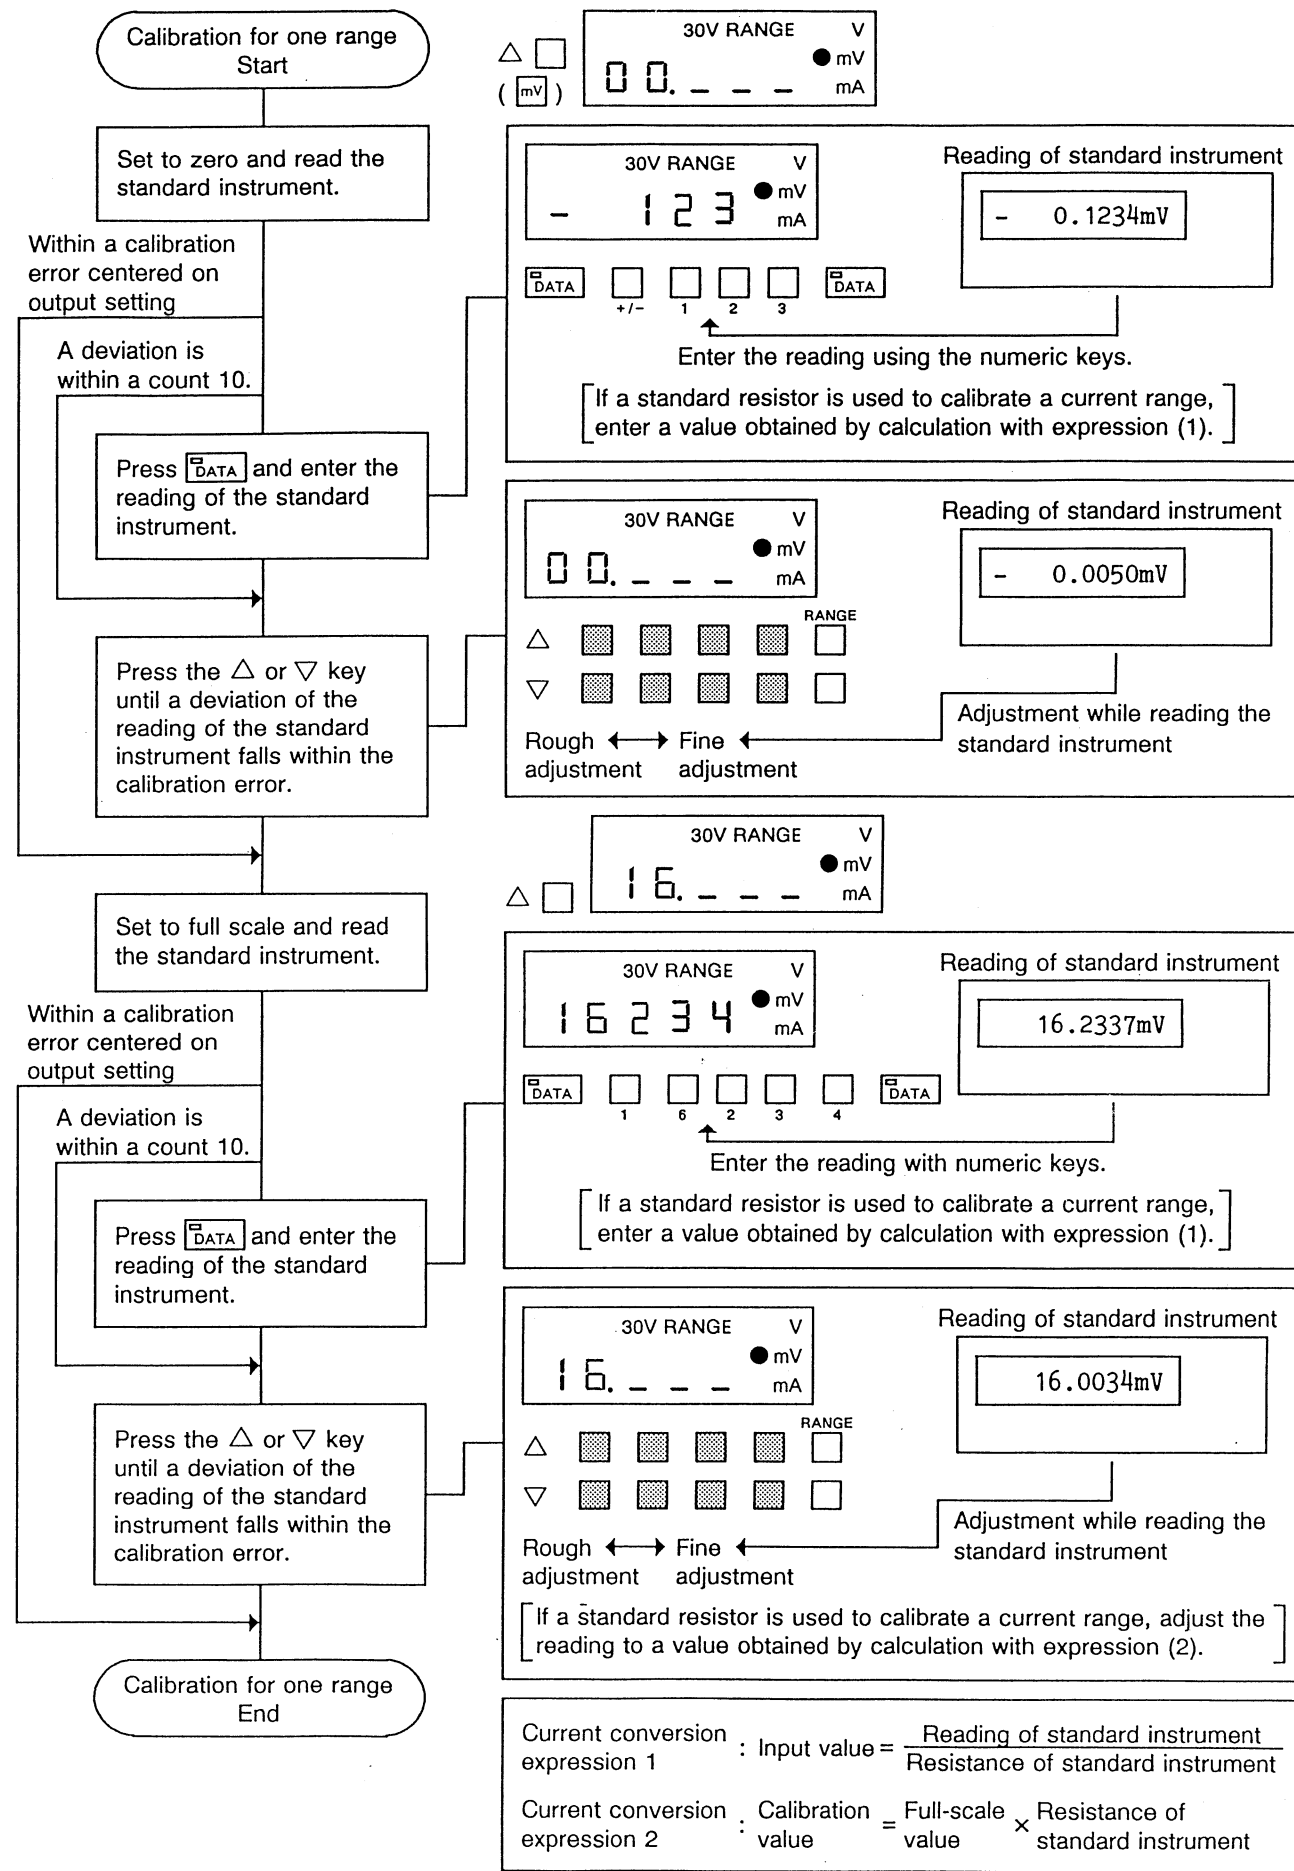 Calibration for one range
Start
Set to zero and read the
standard instrument.
Within a calibration
error centered on
output setting
A deviation is
within a count 10.
Press DATA and enter the
reading of the standard
instrument.
Press the △ or ▽ key
until a deviation of the
reading of the standard
instrument falls within the
calibration error.
Set to full scale and read
the standard instrument.
Within a calibration
error centered on
output setting
A deviation is
within a count 10.
Press DATA and enter the
reading of the standard
instrument.
Press the △ or ▽ key
until a deviation of the
reading of the standard
instrument falls within the
calibration error.
Calibration for one range
End
△
( mV )
30V RANGE V
mV
00. _ _ _ mA
30V RANGE V
mV
- 123 mA
DATA +/- 1 2 3 DATA
Reading of standard instrument
- 0.1234mV
Enter the reading using the numeric keys.
[If a standard resistor is used to calibrate a current range,
enter a value obtained by calculation with expression (1).]
30V RANGE V
mV
00. _ _ _ mA
Reading of standard instrument
- 0.0050mV
RANGE
△
▽
Rough ↔ Fine
adjustment adjustment
Adjustment while reading the
standard instrument
△
30V RANGE V
mV
16. _ _ _ mA
30V RANGE V
mV
16234 mA
DATA 1 6 2 3 4 DATA
Reading of standard instrument
16.2337mV
Enter the reading with numeric keys.
[If a standard resistor is used to calibrate a current range,
enter a value obtained by calculation with expression (1).]
30V RANGE V
mV
16. _ _ _ mA
Reading of standard instrument
16.0034mV
RANGE
△
▽
Rough ↔ Fine
adjustment adjustment
Adjustment while reading the
standard instrument
[If a standard resistor is used to calibrate a current range, adjust the
reading to a value obtained by calculation with expression (2).]
Current conversion
expression 1 : Input value = Reading of standard instrument
Resistance of standard instrument
Current conversion
expression 2 : Calibration value = Full-scale value × Resistance of
standard instrument